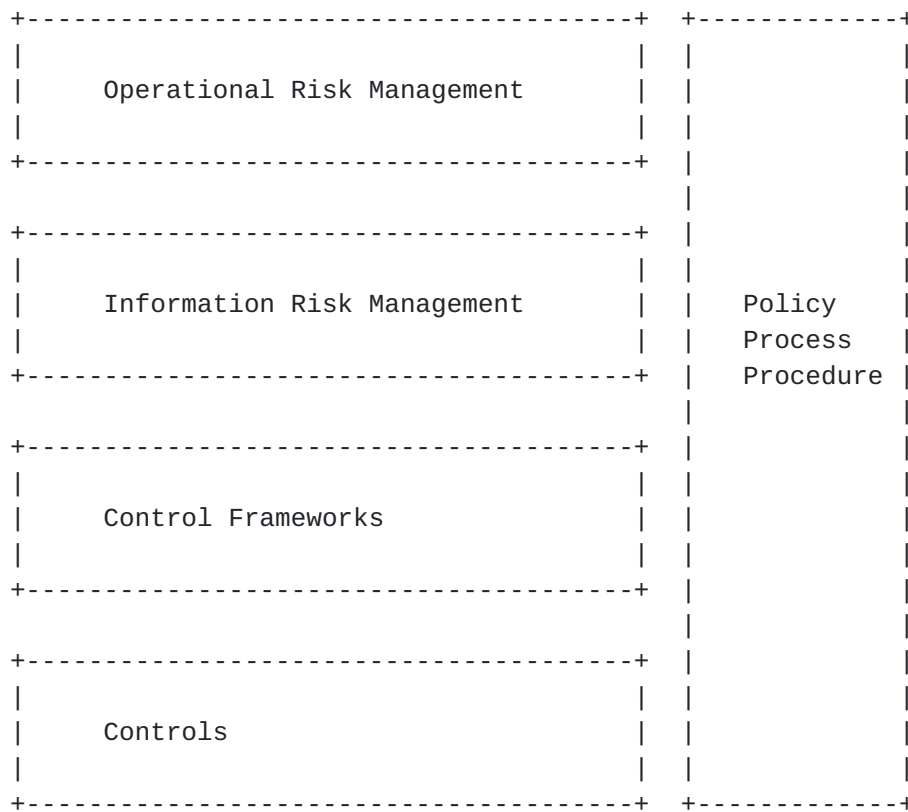 Operational Risk Management
Information Risk Management
Policy
Process
Procedure
Control Frameworks
Controls